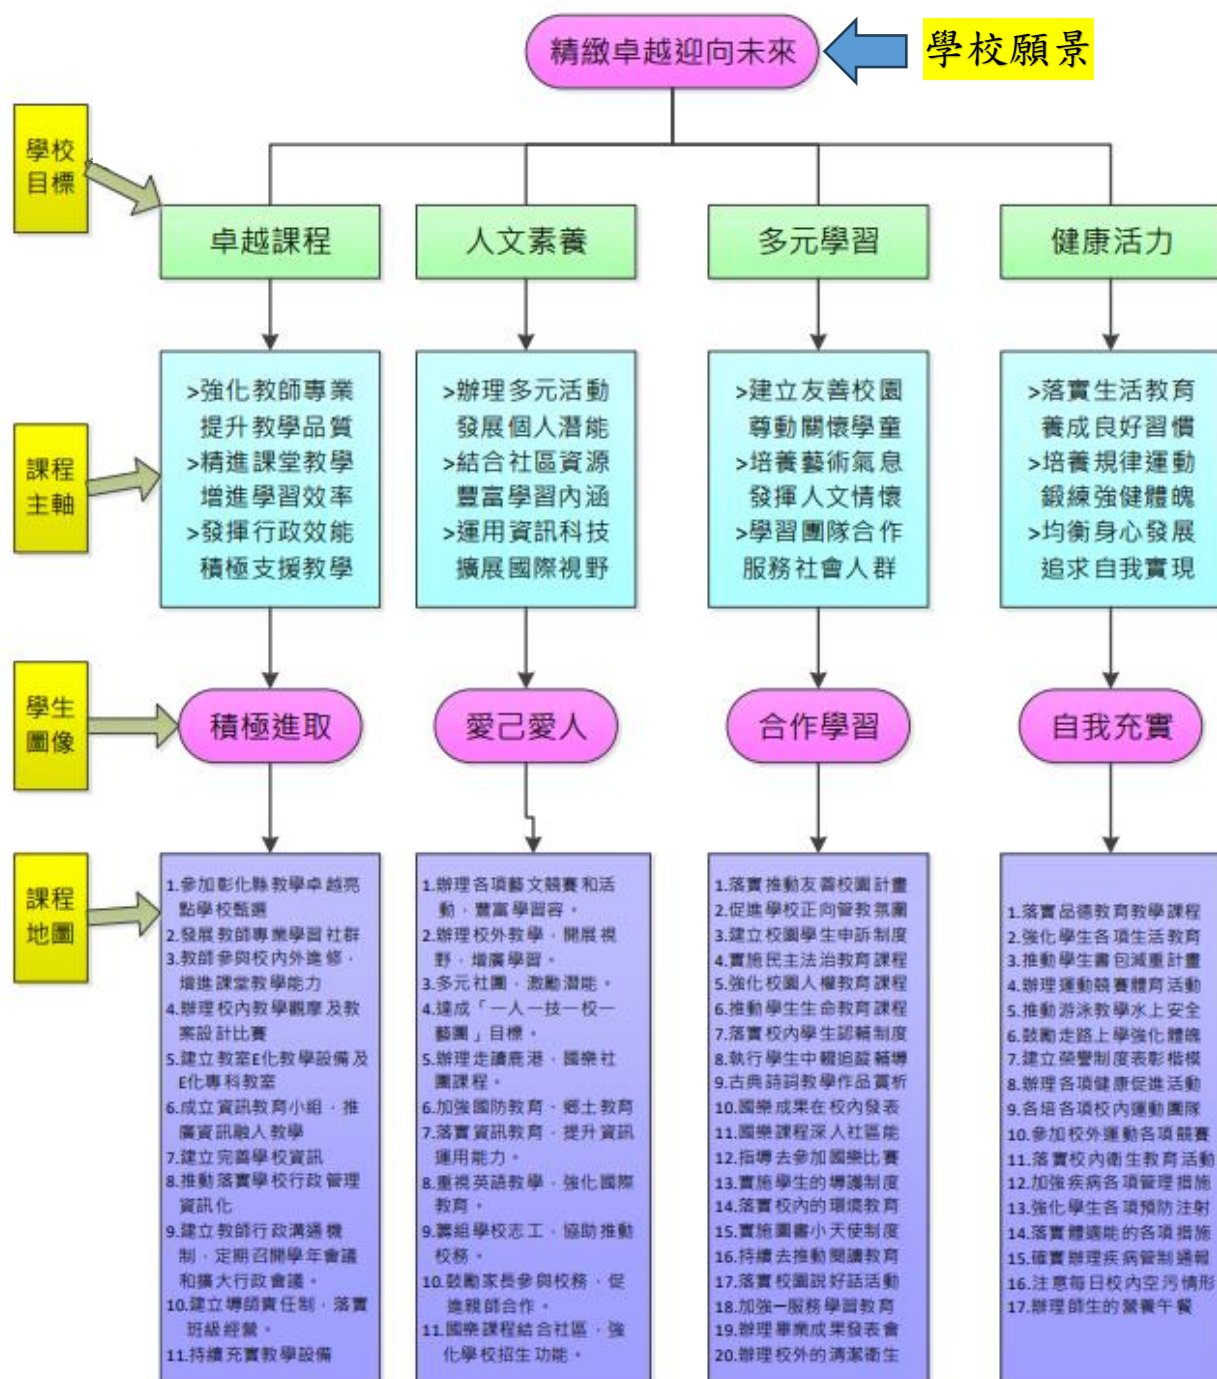 精緻卓越迎向未來
學校願景
學校
目標
卓越課程
人文素養
多元學習
健康活力
課程
主軸
>強化教師專業
提升教學品質
>精進課堂教學
增進學習效率
>發揮行政效能
積極支援教學
>辦理多元活動
發展個人潛能
>結合社區資源
豐富學習內涵
>運用資訊科技
擴展國際視野
>建立友善校園
尊動關懷學童
>培養藝術氣息
發揮人文情懷
>學習團隊合作
服務社會人群
>落實生活教育
養成良好習慣
>培養規律運動
鍛練強健體魄
>均衡身心發展
追求自我實現
學生
圖像
積極進取
愛己愛人
合作學習
自我充實
課程
地圖
1.參加彰化縣教學卓越亮
點學校甄選
2.發展教師專業學習社群
3.教師參與校內外進修，
增進課堂教學能力
4.辦理校內教學觀摩及教
案設計比賽
5.建立教室E化教學設備及
E化專科教室
6.成立資訊教育小組，推
廣資訊融入教學
7.建立完善學校資訊
8.推動落實學校行政管理
資訊化
9.建立教師行政溝通機
制，定期召開學年會議
和擴大行政會議。
10.建立導師責任制，落實
班級經營。
11.持續充實教學設備
1.辦理各項藝文競賽和活
動，豐富學習容。
2.辦理校外教學，開展視
野，增廣學習。
3.多元社團，激勵潛能。
4.達成「一人一技一校一
藝團」目標。
5.辦理走讀鹿港，國樂社
團課程。
6.加強國防教育，鄉土教育
7.落實資訊教育，提升資訊
運用能力。
8.重視英語教學，強化國際
教育。
9.籌組學校志工，協助推動
校務。
10.鼓勵家長參與校務，促
進親師合作。
11.國樂課程結合社區，強
化學校招生功能。
1.落實推動友善校園計畫
2.促進學校正向管教氛圍
3.建立校園學生申訴制度
4.實施民主法治教育課程
5.強化校園人權教育課程
6.推動學生生命教育課程
7.落實校內學生認輔制度
8.執行學生中輟追蹤輔導
9.古典詩詞教學作品賞析
10.國樂成果在校內發表
11.國樂課程深入社區能
12.指導去參加國樂比賽
13.實施學生的導護制度
14.落實校內的環境教育
15.實施圖書小天使制度
16.持續去推動閱讀教育
17.落實校園說好話活動
18.加強一服務學習教育
19.辦理畢業成果發表會
20.辦理校外的清潔衛生
1.落實品德教育教學課程
2.強化學生各項生活教育
3.推動學生書包減重計畫
4.辦理運動競賽體育活動
5.推動游泳教學水上安全
6.鼓勵走路上學強化體魄
7.建立榮譽制度表彰楷模
8.辦理各項健康促進活動
9.各培各項校內運動團隊
10.參加校外運動各項競賽
11.落實校內衛生教育活動
12.加強疾病各項管理措施
13.強化學生各項預防注射
14.落實體適能的各項措施
15.確實辦理疾病管制通報
16.注意每日校內空污情形
17.辦理師生的營養午餐